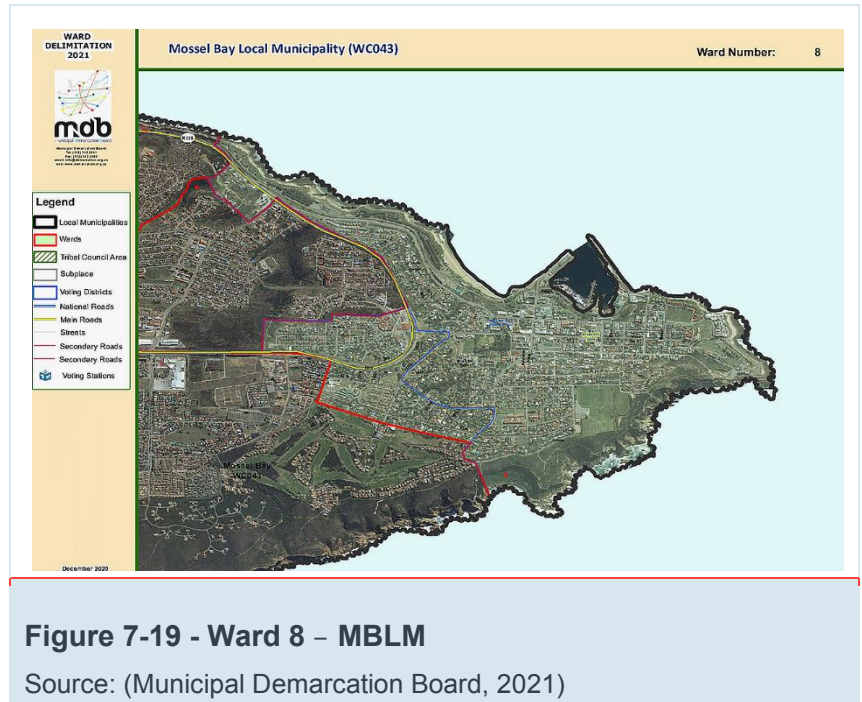 WARD
DELIMITATION
2021
Mossel Bay Local Municipality (WC043)
Ward Number: 8
mdb
Legend
Local Municipalities
Wards
Tribal Council Area
Subplace
Voting Districts
National Roads
Main Roads
Streets
Secondary Roads
Secondary Roads
Voting Stations
Mossel Bay
WC043
December 2020
Figure 7-19 - Ward 8 – MBLM
Source: (Municipal Demarcation Board, 2021)